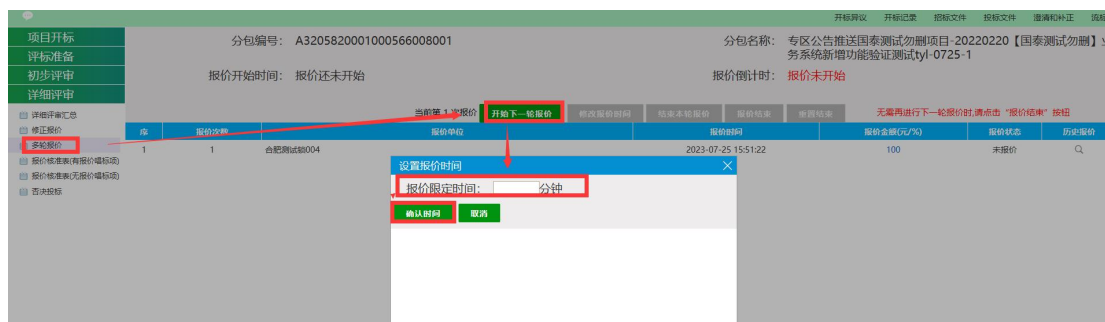 开标异议 开标记录 招标文件 投标文件 澄清和补正 流标
项目开标
评标准备
初步评审
详细评审
详细评审汇总
修正报价
多轮报价
报价核准表(有报价唱标项)
报价核准表(无报价唱标项)
否决投标
分包编号: A3205820001000566008001
分包名称: 专区公告推送国泰测试勿删项目-20220220【国泰测试勿删】业
务系统新增功能验证测试tyl-0725-1
报价开始时间: 报价还未开始
报价倒计时: 报价未开始
当前第 1 次报价 开始下一轮报价 修改报价时间 结束本轮报价 报价结束 重置结束 无需再进行下一轮报价时,请点击 “报价结束” 按钮
序 报价次数 报价单位 报价时间 报价金额(元/%) 报价状态 历史报价
1 1 合肥测试额004 2023-07-25 15:51:22 100 未报价
设置报价时间
报价限定时间: 分钟
确认时间 取消